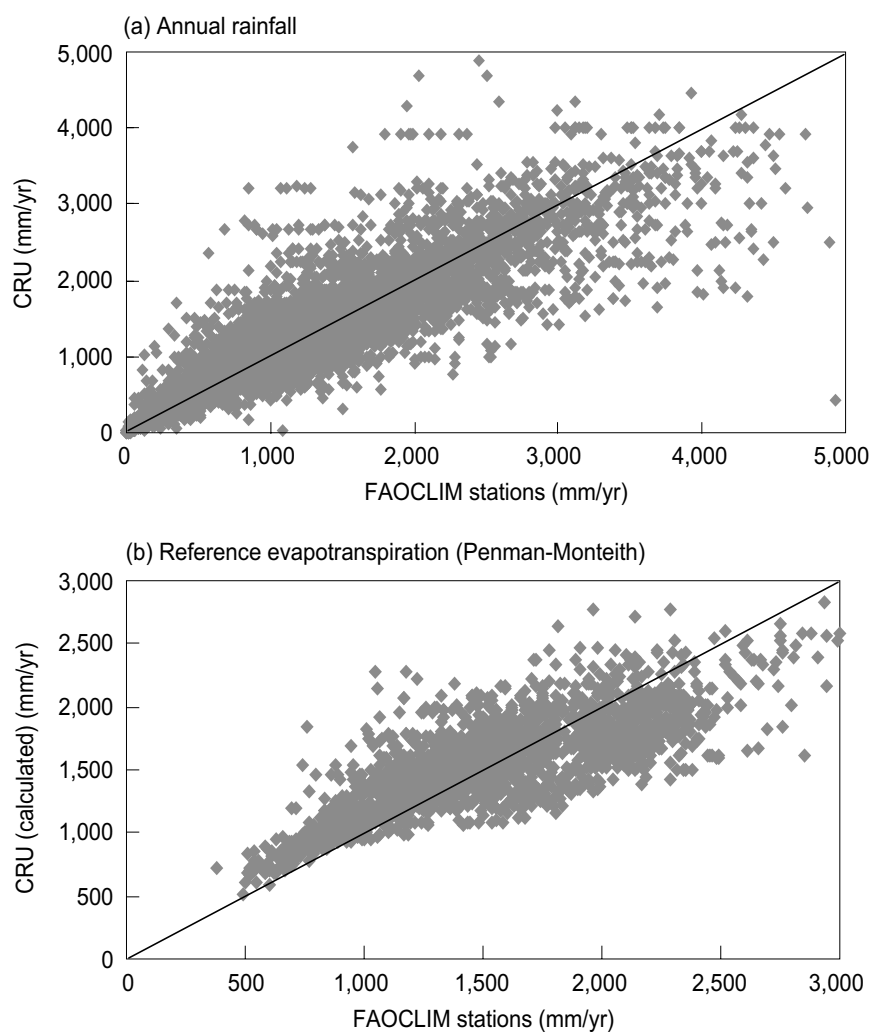 (a) Annual rainfall
5,000
4,000
3,000
2,000
1,000
0
CRU (mm/yr)
0 1,000 2,000 3,000 4,000 5,000
FAOCLIM stations (mm/yr)
(b) Reference evapotranspiration (Penman-Monteith)
3,000
2,500
2,000
1,500
1,000
500
0
CRU (calculated) (mm/yr)
0 500 1,000 1,500 2,000 2,500 3,000
FAOCLIM stations (mm/yr)